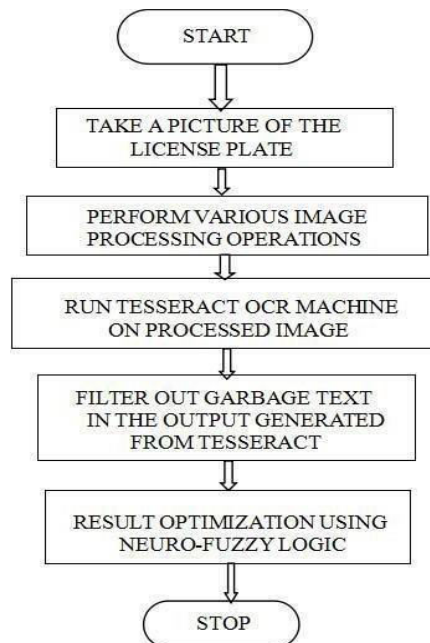 START
TAKE A PICTURE OF THE
LICENSE PLATE
PERFORM VARIOUS IMAGE
PROCESSING OPERATIONS
RUN TESSERACT OCR MACHINE
ON PROCESSED IMAGE
FILTER OUT GARBAGE TEXT
IN THE OUTPUT GENERATED
FROM TESSERACT
RESULT OPTIMIZATION USING
NEURO-FUZZY LOGIC
STOP